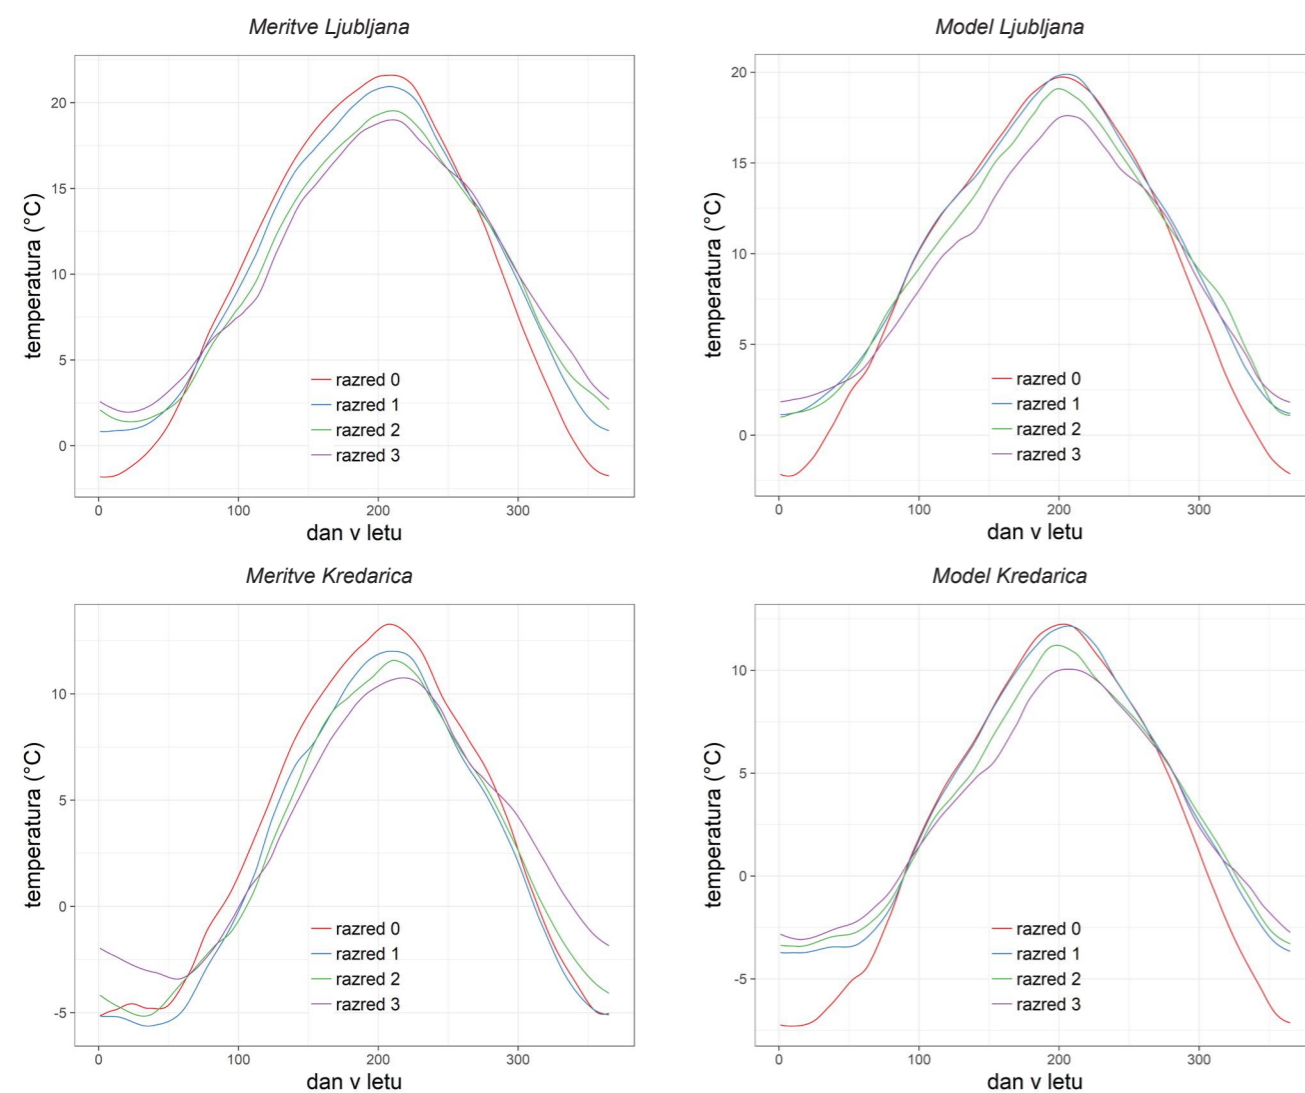 Meritve Ljubljana
temperatura (°C)
20
15
10
5
0
razred 0
razred 1
razred 2
razred 3
0 100 200 300
dan v letu
Model Ljubljana
temperatura (°C)
20
15
10
5
0
razred 0
razred 1
razred 2
razred 3
0 100 200 300
dan v letu
Meritve Kredarica
temperatura (°C)
10
5
0
-5
razred 0
razred 1
razred 2
razred 3
0 100 200 300
dan v letu
Model Kredarica
temperatura (°C)
10
5
0
-5
razred 0
razred 1
razred 2
razred 3
0 100 200 300
dan v letu